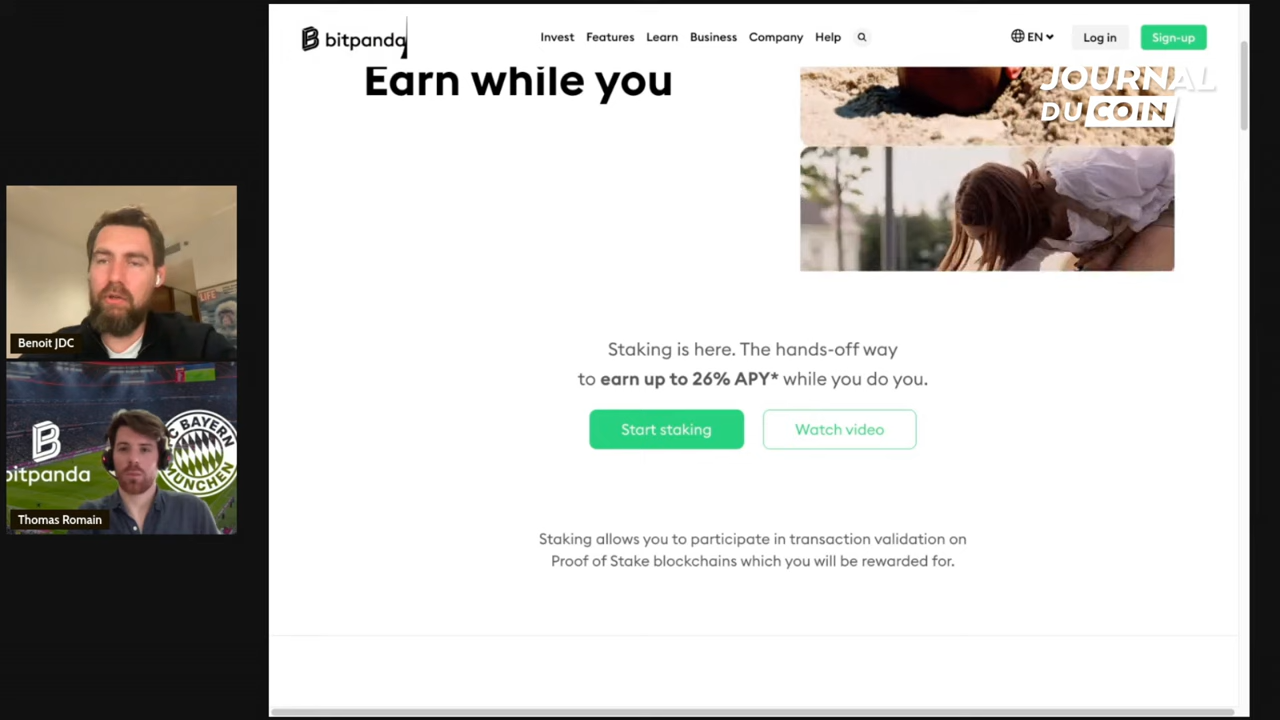 bitpanda
Invest Features Learn Business Company Help
EN
Log in
Sign-up
Earn while you
JOURNAL
DU COIN
Staking is here. The hands-off way
to earn up to 26% APY* while you do you.
Start staking
Watch video
Staking allows you to participate in transaction validation on
Proof of Stake blockchains which you will be rewarded for.
LIFE
Benoit JDC
bitpanda
FC BAYERN
MÜNCHEN
Thomas Romain